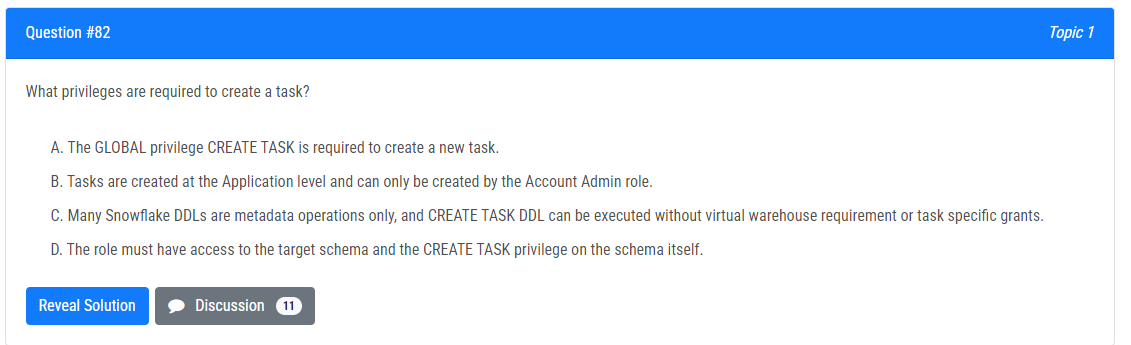 Question #82
Topic 1
What privileges are required to create a task?
A. The GLOBAL privilege CREATE TASK is required to create a new task.
B. Tasks are created at the Application level and can only be created by the Account Admin role.
C. Many Snowflake DDLs are metadata operations only, and CREATE TASK DDL can be executed without virtual warehouse requirement or task specific grants.
D. The role must have access to the target schema and the CREATE TASK privilege on the schema itself.
Reveal Solution
Discussion 11